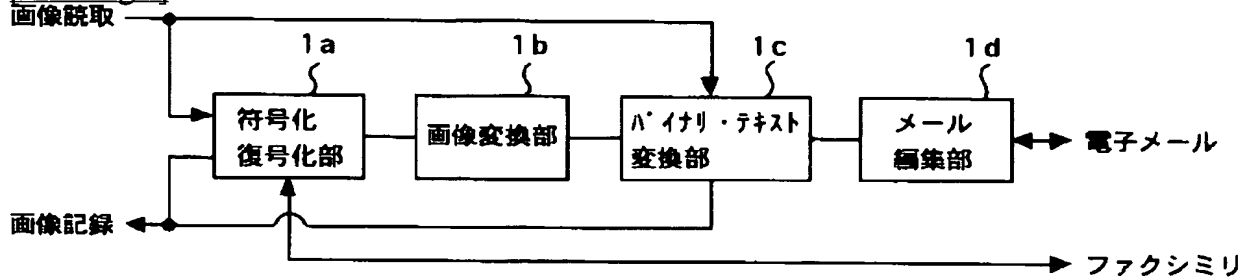 画像読取
1a
1b
1c
1d
符号化
復号化部
画像変換部
バイナリ・テキスト
変換部
メール
編集部
電子メール
画像記録
ファクシミリ